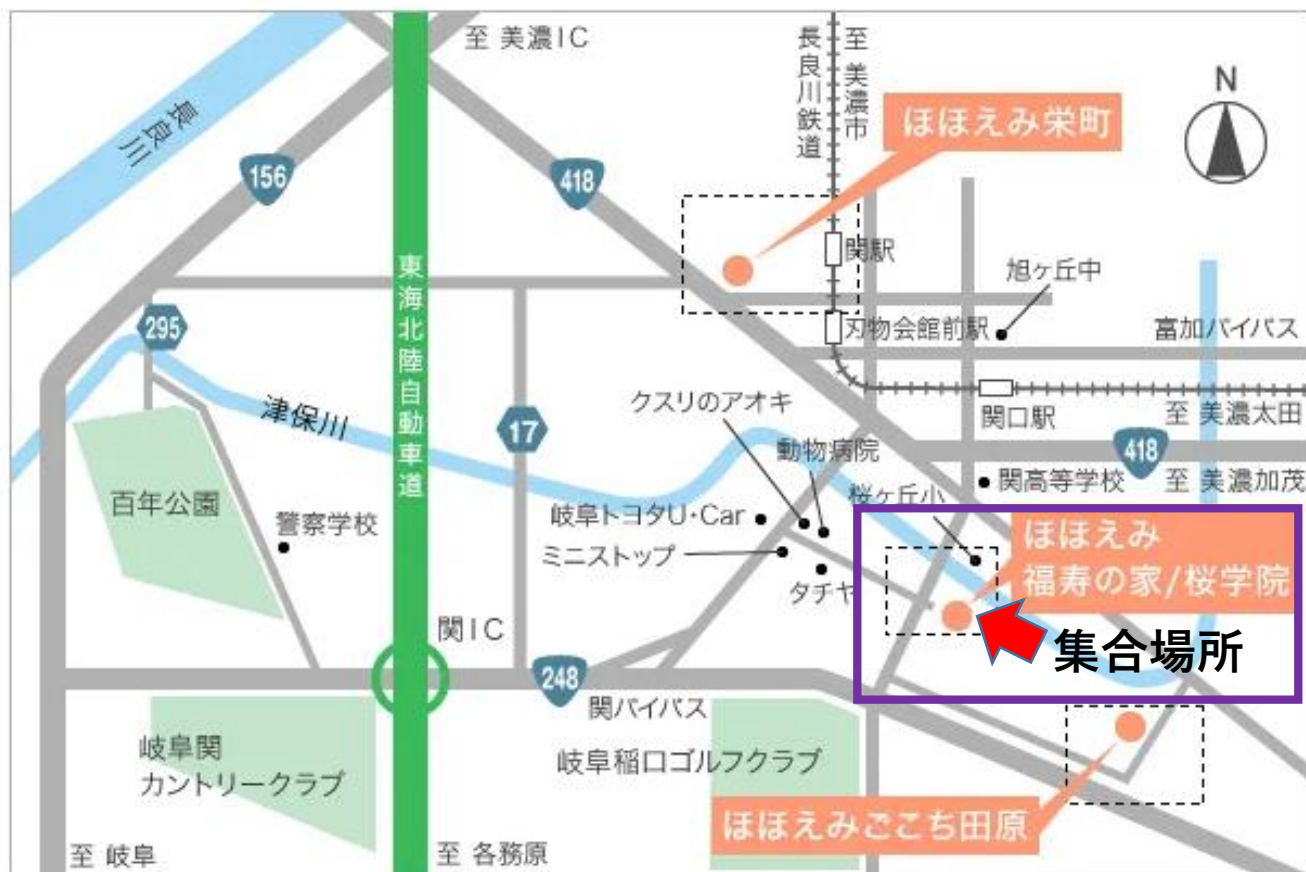 至 美濃IC
長良川鉄道
至 美濃市
N
ほほえみ栄町
長良川
156
418
関駅
旭ヶ丘中
東海北陸自動車道
295
刃物会館前駅
富加バイパス
津保川
17
クスリのアオキ
関口駅
至 美濃太田
動物病院
418
百年公園
桜ヶ丘小
関高等学校
至 美濃加茂
警察学校
岐阜トヨタU・Car
ミニストップ
タチヤ
ほほえみ
福寿の家/桜学院
集合場所
関IC
248
関バイパス
岐阜関
カントリークラブ
岐阜稲口ゴルフクラブ
ほほえみごこち田原
至 岐阜
至 各務原